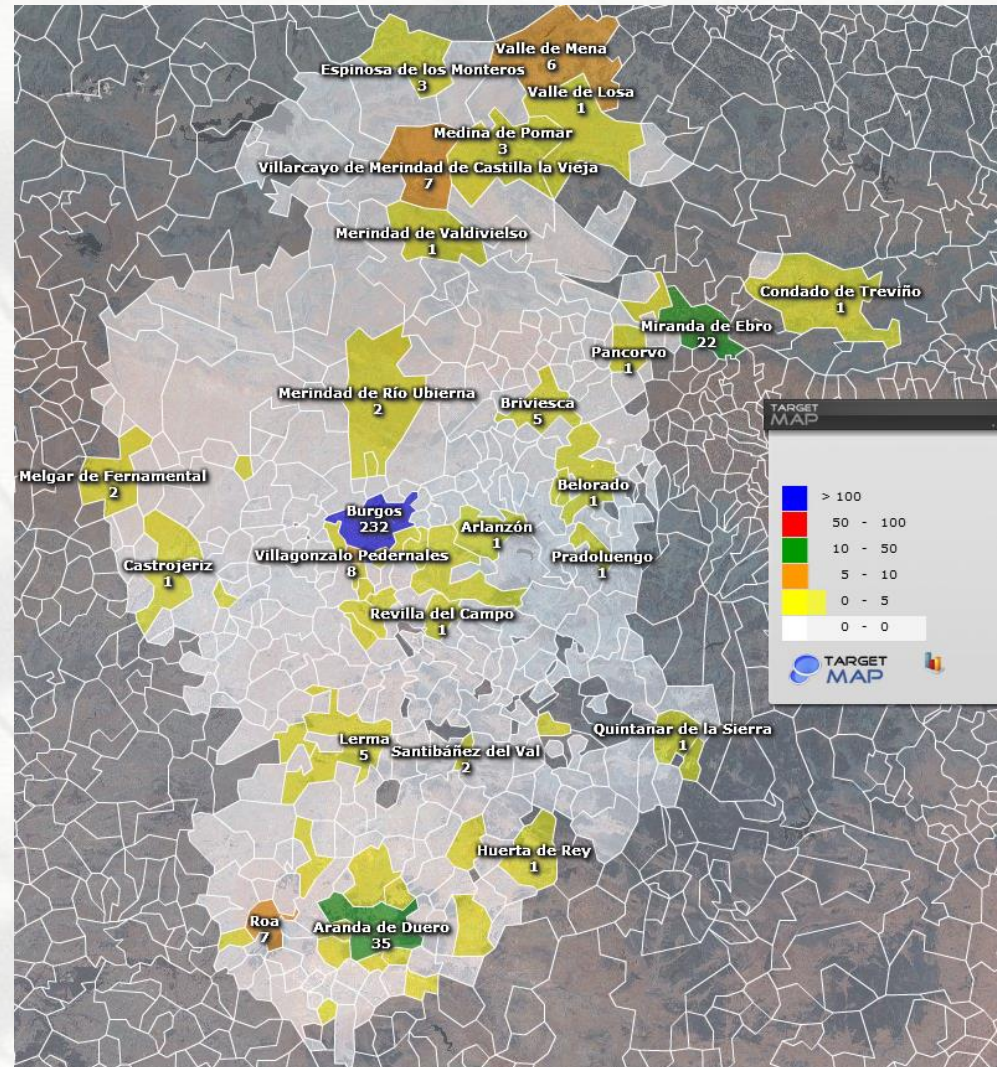 Valle de Mena
6
Espinosa de los Monteros
3
Valle de Losa
1
Medina de Pomar
3
Villarcayo de Merindad de Castilla la Vieja
7
Merindad de Valdivielso
1
Condado de Treviño
1
Miranda de Ebro
22
Pancorvo
1
Merindad de Río Ubierna
2
Briviesca
5
Melgar de Fernamental
2
Belorado
1
Burgos
232
Arlanzón
1
Villagonzalo Pedernales
8
Castrojeriz
1
Pradoluengo
1
Revilla del Campo
1
Lerma
5
Santibáñez del Val
2
Quintanar de la Sierra
1
Huerta de Rey
1
Roa
7
Aranda de Duero
35
TARGET
MAP
> 100
50 - 100
10 - 50
5 - 10
0 - 5
0 - 0
TARGET
MAP